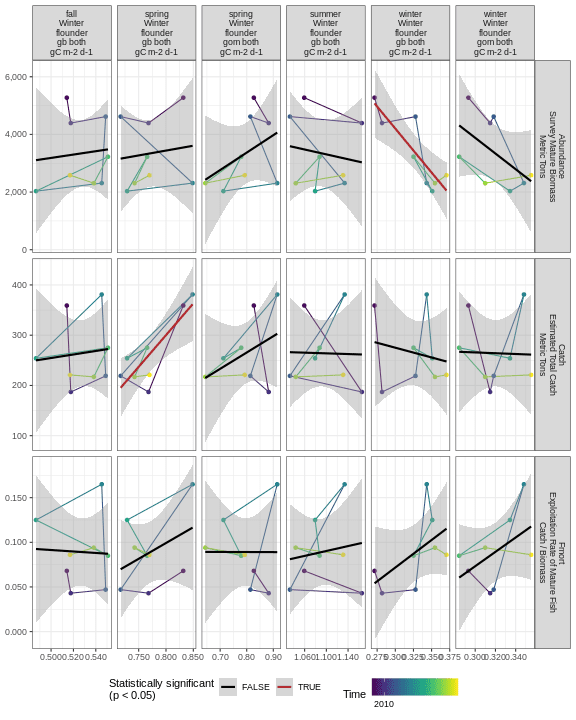 fall
Winter
flounder
gb both
gC m-2 d-1
spring
Winter
flounder
gb both
gC m-2 d-1
spring
Winter
flounder
gom both
gC m-2 d-1
summer
Winter
flounder
gb both
gC m-2 d-1
winter
Winter
flounder
gb both
gC m-2 d-1
winter
Winter
flounder
gom both
gC m-2 d-1
6,000
4,000
2,000
0
Abundance
Survey Mature Biomass
Metric Tons
400
300
200
100
Catch
Estimated Total Catch
Metric Tons
0.150
0.100
0.050
0.000
Fmort
Exploitation Rate of Mature Fish
Catch / Biomass
0.500 0.520 0.540
0.750 0.800 0.850
0.70 0.80 0.90
1.060 1.100 1.140
0.275 0.300 0.325 0.350 0.375
0.300 0.320 0.340
Statistically significant
(p < 0.05)
FALSE
TRUE
Time
2010